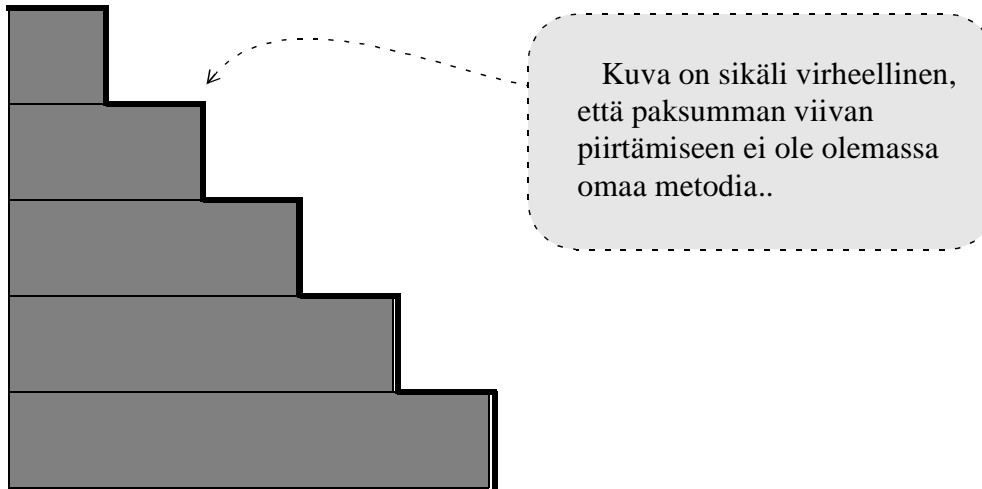 Kuva on sikäli virheellinen,
että paksumman viivan
piirtämiseen ei ole olemassa
omaa metodia..